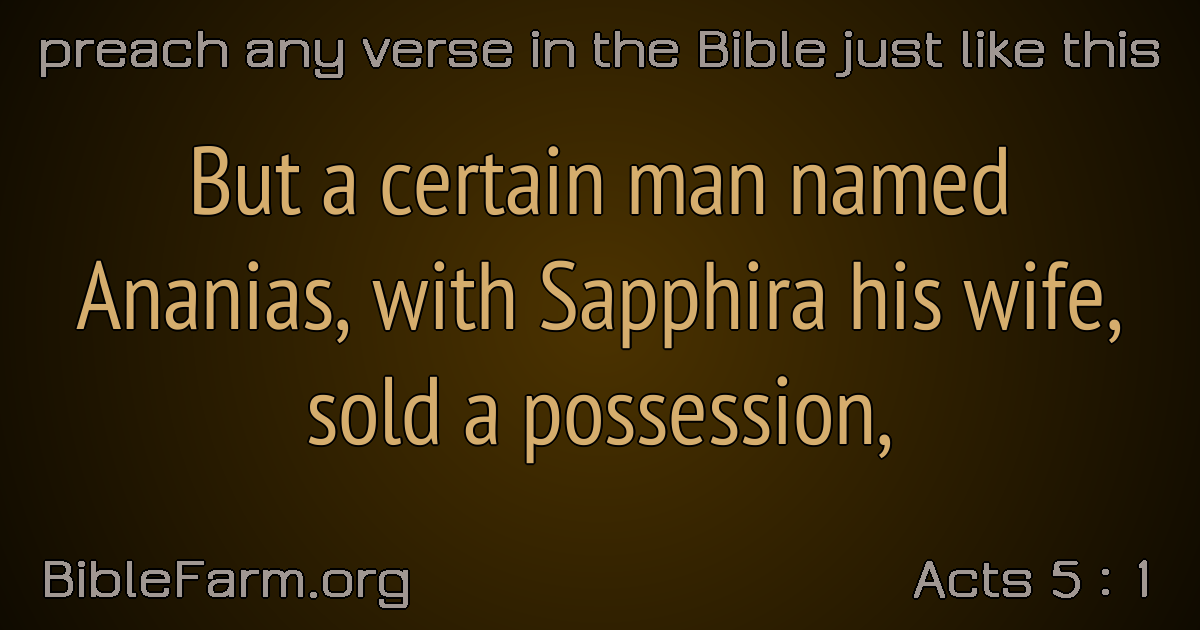 preach any verse in the Bible just like this
But a certain man named
Ananias, with Sapphira his wife,
sold a possession,
BibleFarm.org
Acts 5 : 1